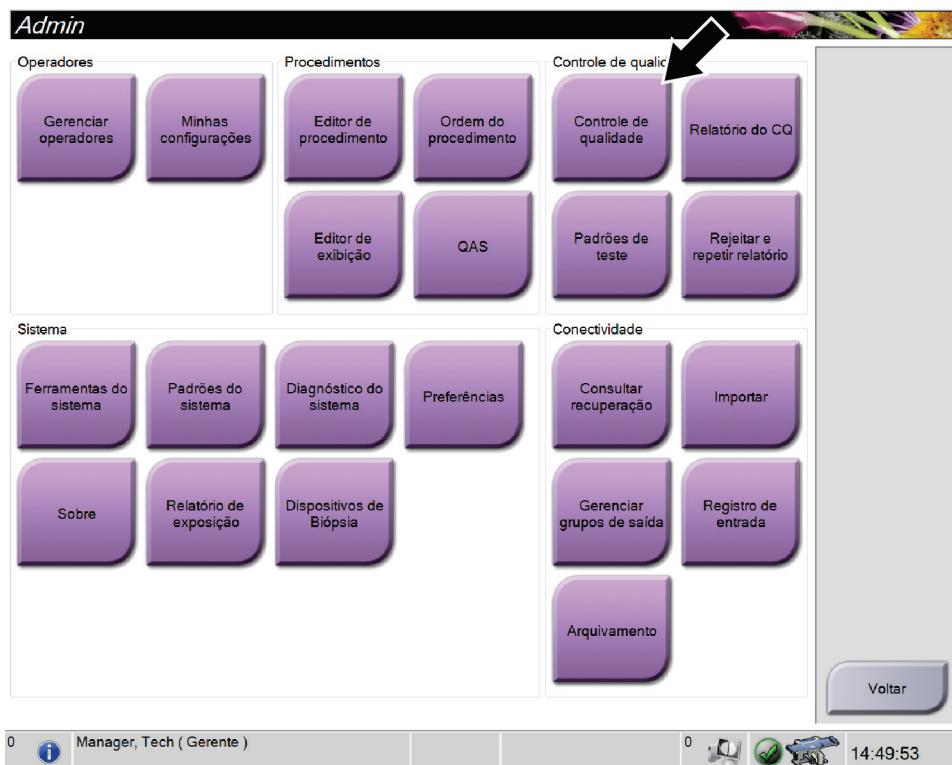 Admin
Operadores
Gerenciar
operadores
Minhas
configurações
Procedimentos
Editor de
procedimento
Ordem do
procedimento
Editor de
exibição
QAS
Controle de qualid
Controle de
qualidade
Relatório do CQ
Padrões de
teste
Rejeitar e
repetir relatório
Sistema
Ferramentas do
sistema
Padrões do
sistema
Diagnóstico do
sistema
Preferências
Sobre
Relatório de
exposição
Dispositivos de
Biópsia
Conectividade
Consultar
recuperação
Importar
Gerenciar
grupos de saída
Registro de
entrada
Arquivamento
Voltar
0
Manager, Tech ( Gerente )
0
14:49:53